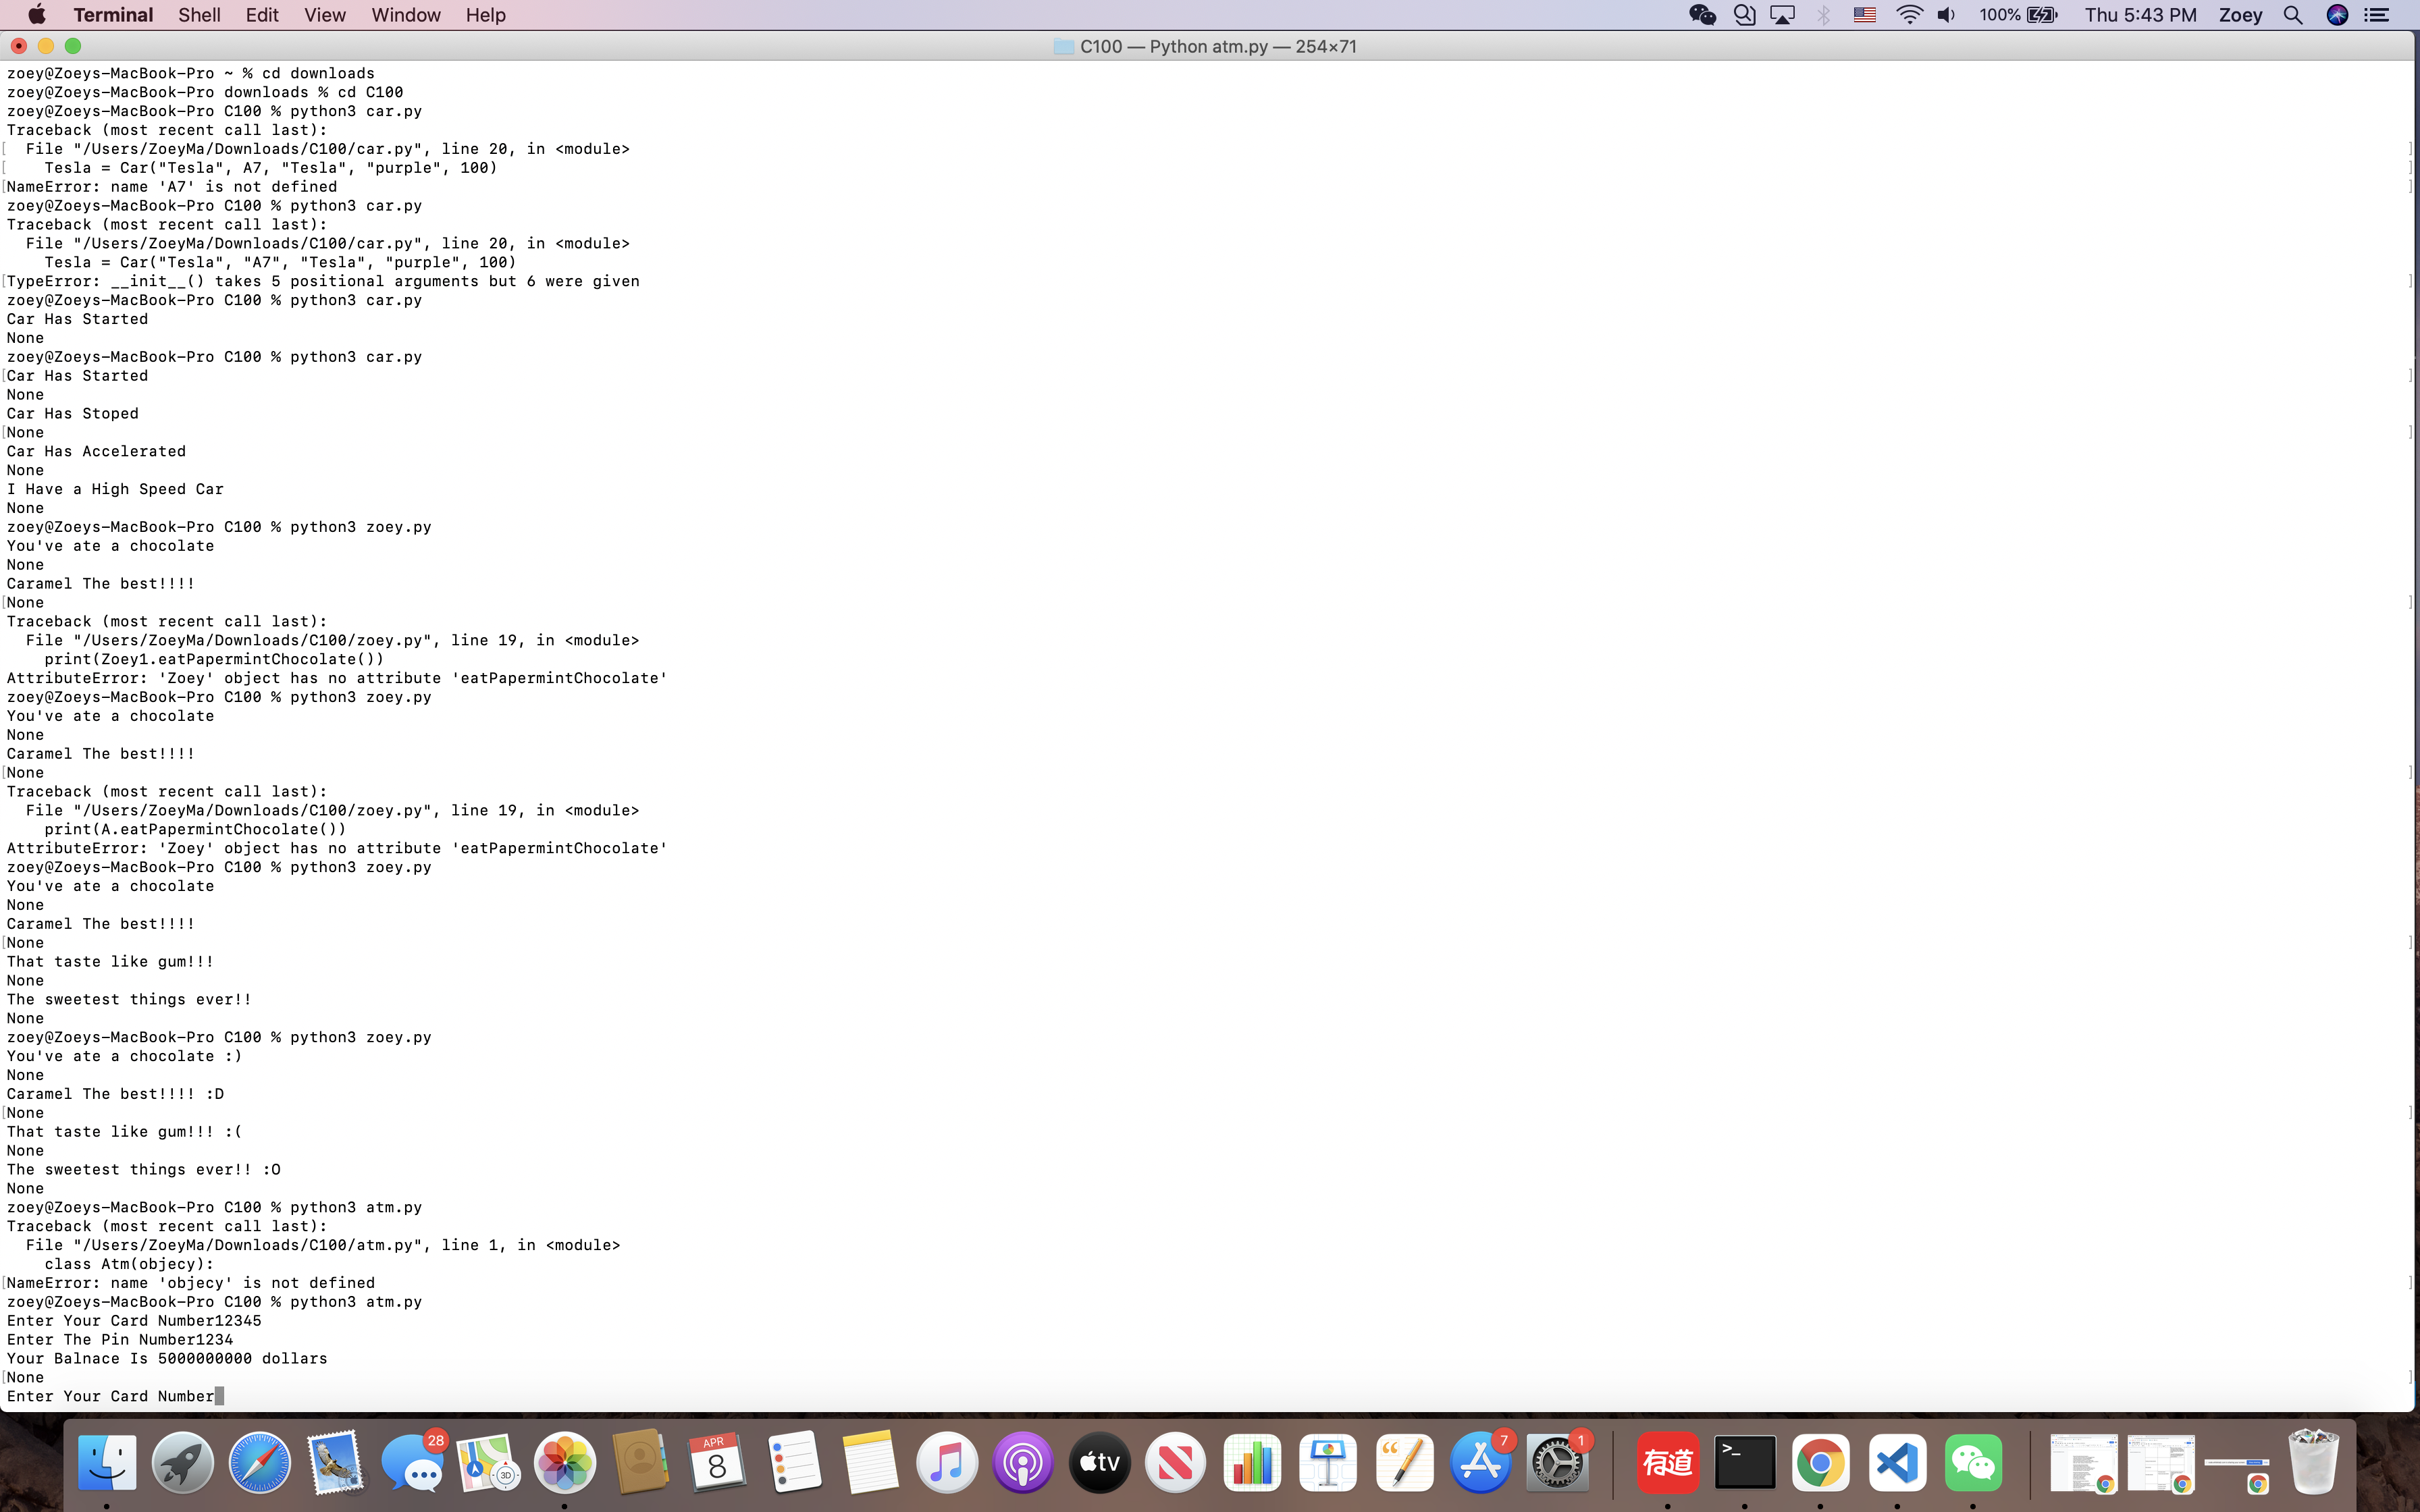 Terminal Shell Edit View Window Help 100% Thu 5:43 PM Zoey
C100 — Python atm.py — 254×71
zoey@Zoeys-MacBook-Pro ~ % cd downloads
zoey@Zoeys-MacBook-Pro downloads % cd C100
zoey@Zoeys-MacBook-Pro C100 % python3 car.py
Traceback (most recent call last):
[  File "/Users/ZoeyMa/Downloads/C100/car.py", line 20, in <module> ]
[    Tesla = Car("Tesla", A7, "Tesla", "purple", 100) ]
[NameError: name 'A7' is not defined ]
zoey@Zoeys-MacBook-Pro C100 % python3 car.py
Traceback (most recent call last):
  File "/Users/ZoeyMa/Downloads/C100/car.py", line 20, in <module>
    Tesla = Car("Tesla", "A7", "Tesla", "purple", 100)
[TypeError: __init__() takes 5 positional arguments but 6 were given ]
zoey@Zoeys-MacBook-Pro C100 % python3 car.py
Car Has Started
None
zoey@Zoeys-MacBook-Pro C100 % python3 car.py
[Car Has Started ]
None
Car Has Stoped
[None ]
Car Has Accelerated
None
I Have a High Speed Car
None
zoey@Zoeys-MacBook-Pro C100 % python3 zoey.py
You've ate a chocolate
None
Caramel The best!!!!
[None ]
Traceback (most recent call last):
  File "/Users/ZoeyMa/Downloads/C100/zoey.py", line 19, in <module>
    print(Zoey1.eatPapermintChocolate())
AttributeError: 'Zoey' object has no attribute 'eatPapermintChocolate'
zoey@Zoeys-MacBook-Pro C100 % python3 zoey.py
You've ate a chocolate
None
Caramel The best!!!!
[None ]
Traceback (most recent call last):
  File "/Users/ZoeyMa/Downloads/C100/zoey.py", line 19, in <module>
    print(A.eatPapermintChocolate())
AttributeError: 'Zoey' object has no attribute 'eatPapermintChocolate'
zoey@Zoeys-MacBook-Pro C100 % python3 zoey.py
You've ate a chocolate
None
Caramel The best!!!!
[None ]
That taste like gum!!!
None
The sweetest things ever!!
None
zoey@Zoeys-MacBook-Pro C100 % python3 zoey.py
You've ate a chocolate :)
None
Caramel The best!!!! :D
[None ]
That taste like gum!!! :(
None
The sweetest things ever!! :O
None
zoey@Zoeys-MacBook-Pro C100 % python3 atm.py
Traceback (most recent call last):
  File "/Users/ZoeyMa/Downloads/C100/atm.py", line 1, in <module>
    class Atm(objecy):
[NameError: name 'objecy' is not defined ]
zoey@Zoeys-MacBook-Pro C100 % python3 atm.py
Enter Your Card Number12345
Enter The Pin Number1234
Your Balnace Is 5000000000 dollars
[None ]
Enter Your Card Number
28
3D
APR
8
tv
7
1
有道
>_